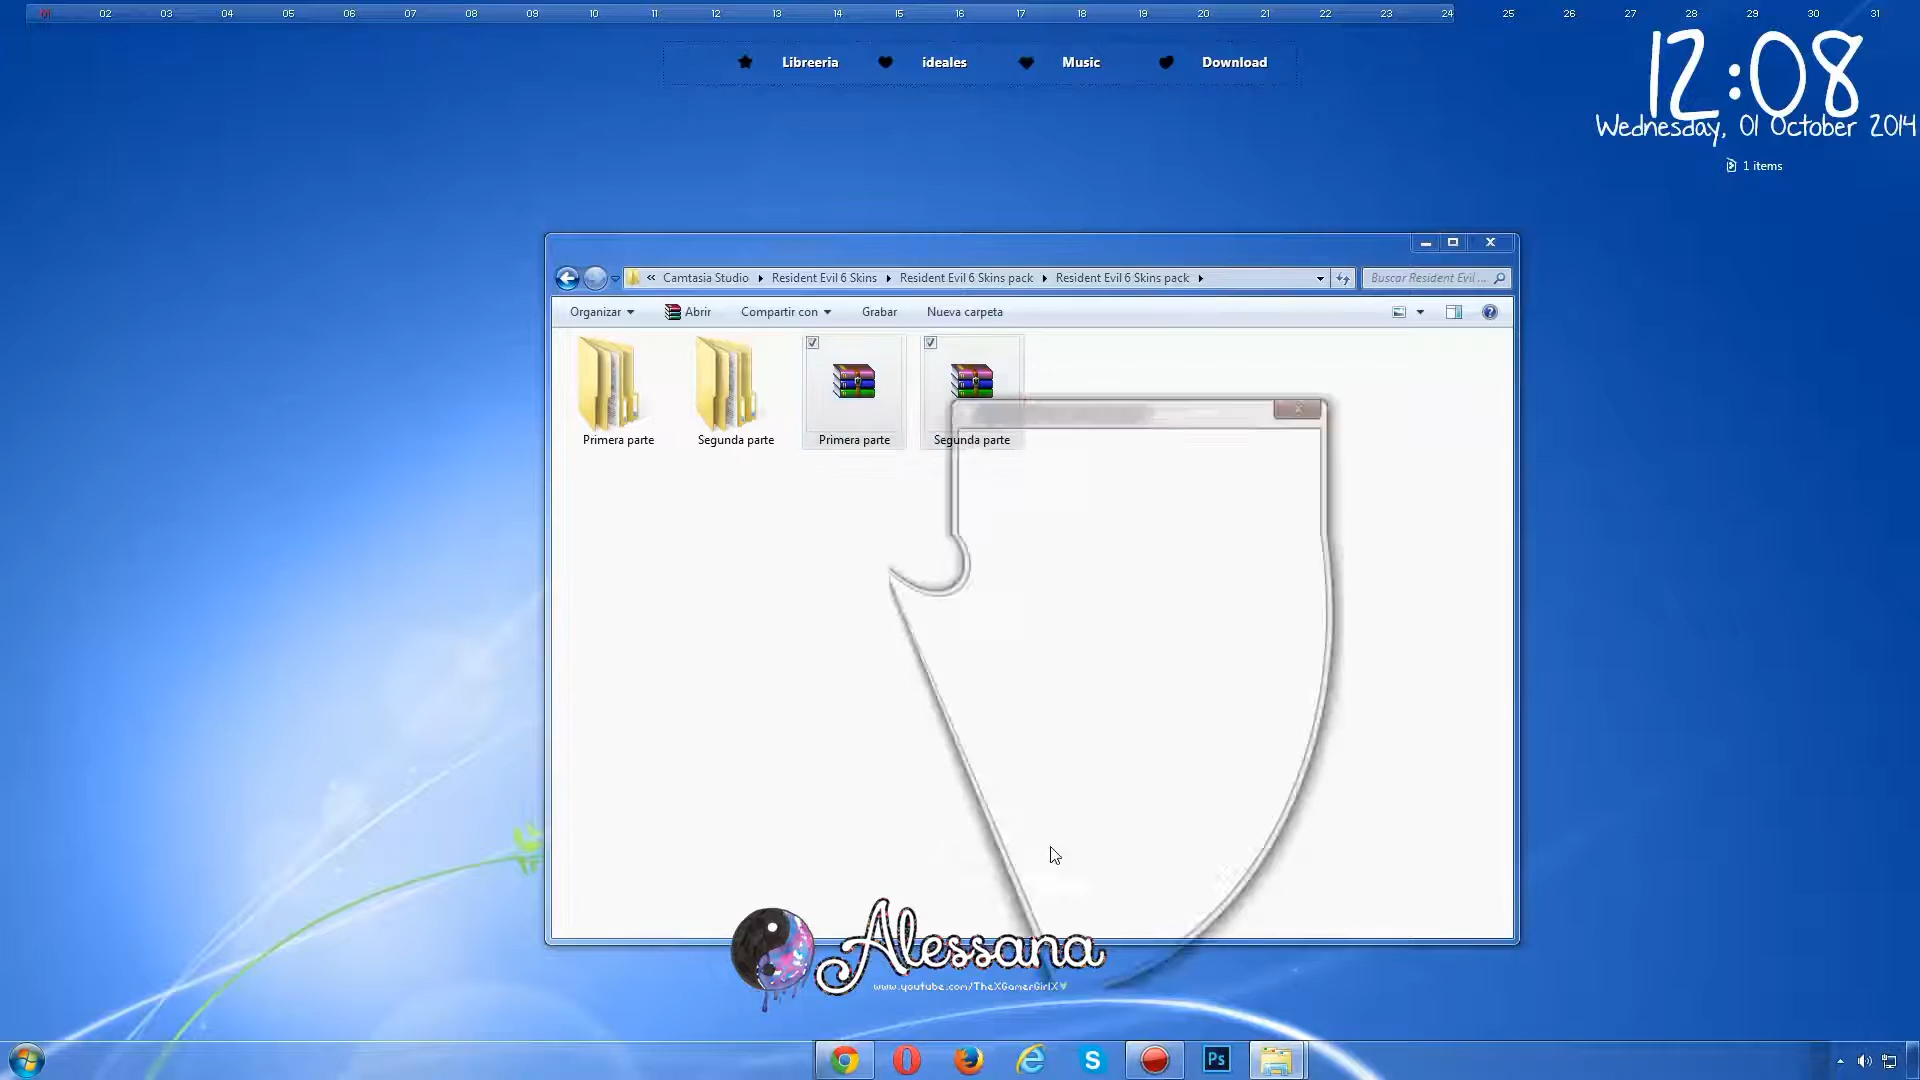 01 02 03 04 05 06 07 08 09 10 11 12 13 14 15 16 17 18 19 20 21 22 23 24 25 26 27 28 29 30 31
Libreeria ideales Music Download
12:08
Wednesday, 01 October 2014
1 items
« Camtasia Studio Resident Evil 6 Skins Resident Evil 6 Skins pack Resident Evil 6 Skins pack
Buscar Resident Evil ...
Organizar Abrir Compartir con Grabar Nueva carpeta
Primera parte Segunda parte Primera parte Segunda parte
Alessana
www.youtube.com/TheXGamerGirlX
Ps